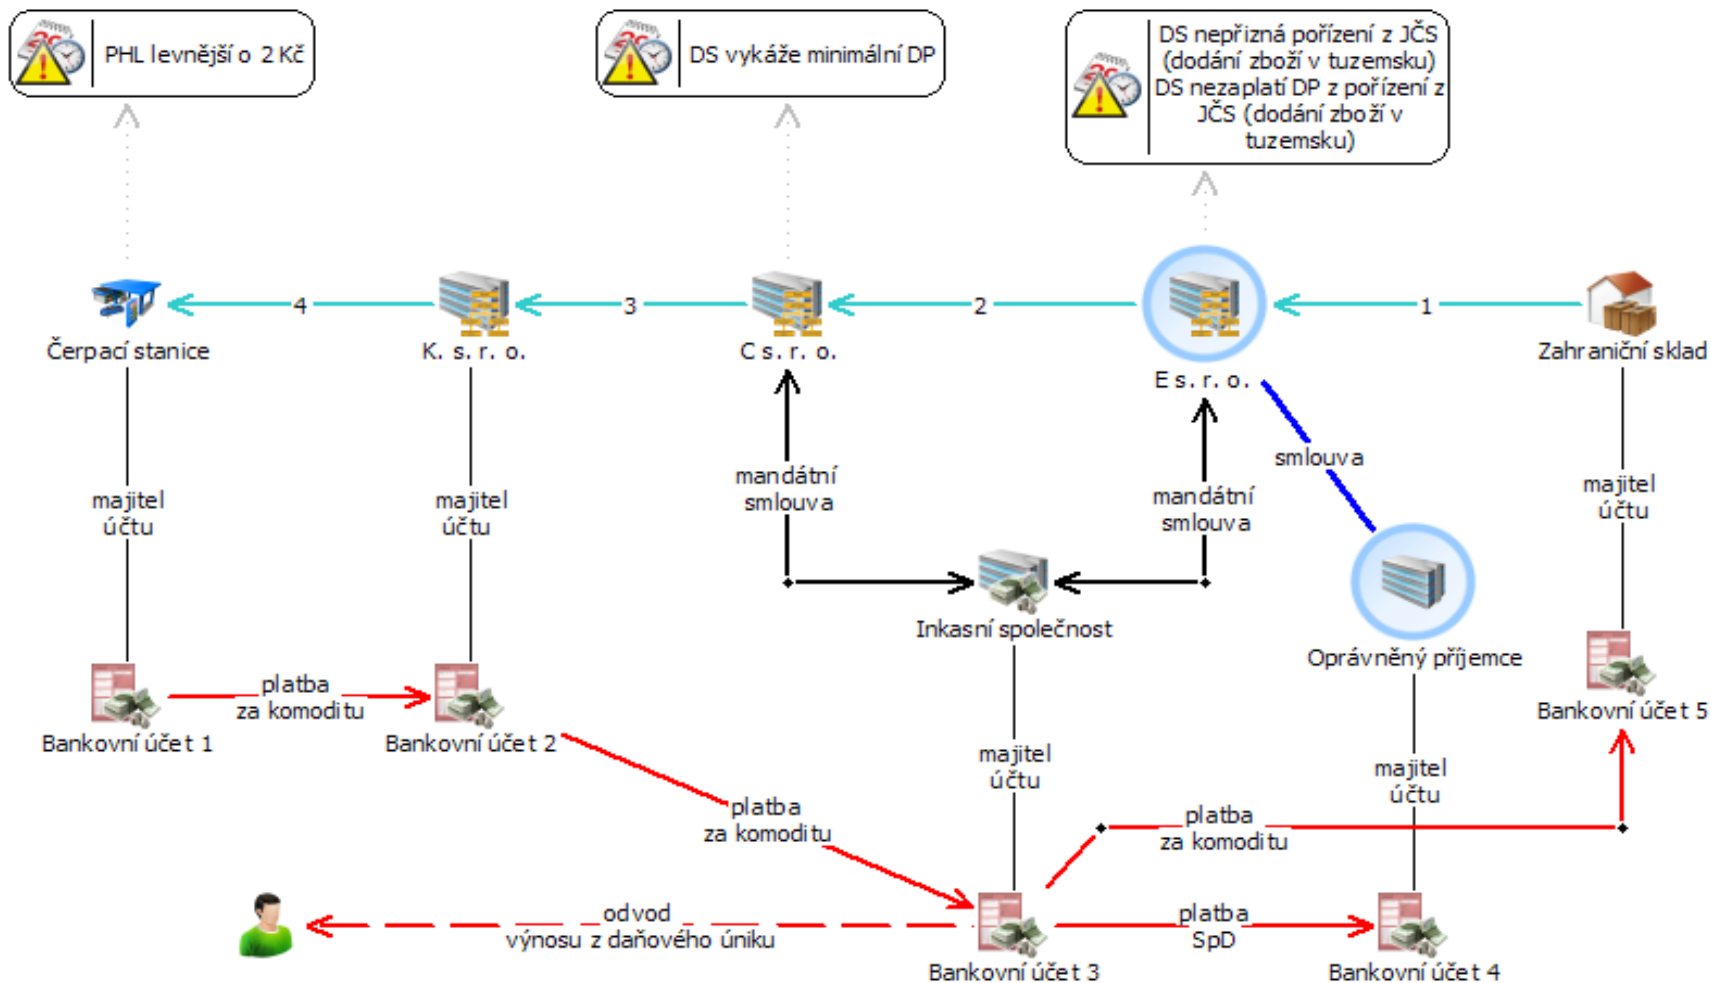 PHL levnější o 2 Kč
DS vykáže minimální DP
DS nepřizná pořízení z JČS
(dodání zboží v tuzemsku)
DS nezaplatí DP z pořízení z
JČS (dodání zboží v
tuzemsku)
4
3
2
1
Čerpací stanice
K. s. r. o.
C s. r. o.
E s. r. o.
Zahraniční sklad
majitel
účtu
majitel
účtu
mandátní
smlouva
mandátní
smlouva
smlouva
majitel
účtu
Inkasní společnost
Oprávněný příjemce
platba
za komoditu
Bankovní účet 1
Bankovní účet 2
Bankovní účet 5
majitel
účtu
majitel
účtu
platba
za komoditu
platba
za komoditu
odvod
výnosu z daňového úniku
platba
SpD
Bankovní účet 3
Bankovní účet 4